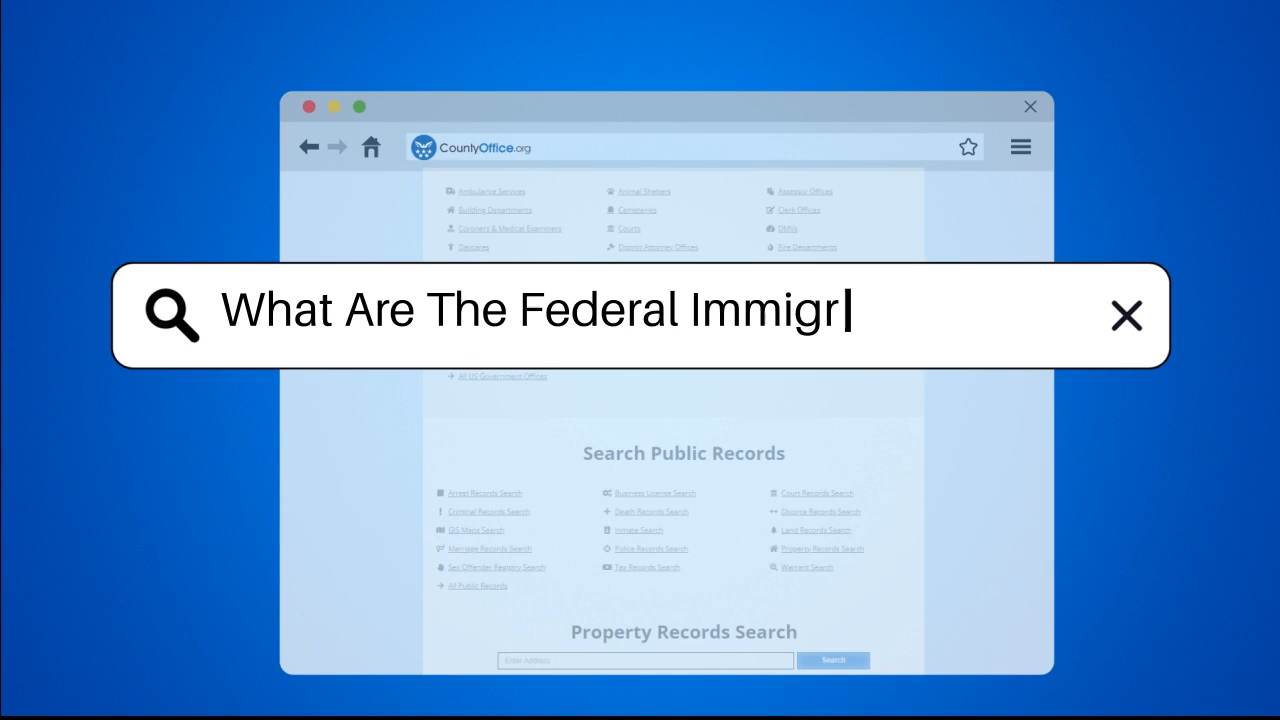 CountyOffice.org
Ambulance Services Animal Shelters Assessor Offices
Building Departments Cemeteries Clerk Offices
Coroners & Medical Examiners Courts DMVs
Daycares District Attorney Offices Fire Departments
What Are The Federal Immigr
All US Government Offices
Search Public Records
Arrest Records Search Business License Search Court Records Search
Criminal Records Search Death Records Search Divorce Records Search
GIS Maps Search Inmate Search Land Records Search
Marriage Records Search Police Records Search Property Records Search
Sex Offender Registry Search Tax Records Search Warrant Search
All Public Records
Property Records Search
Enter Address Search